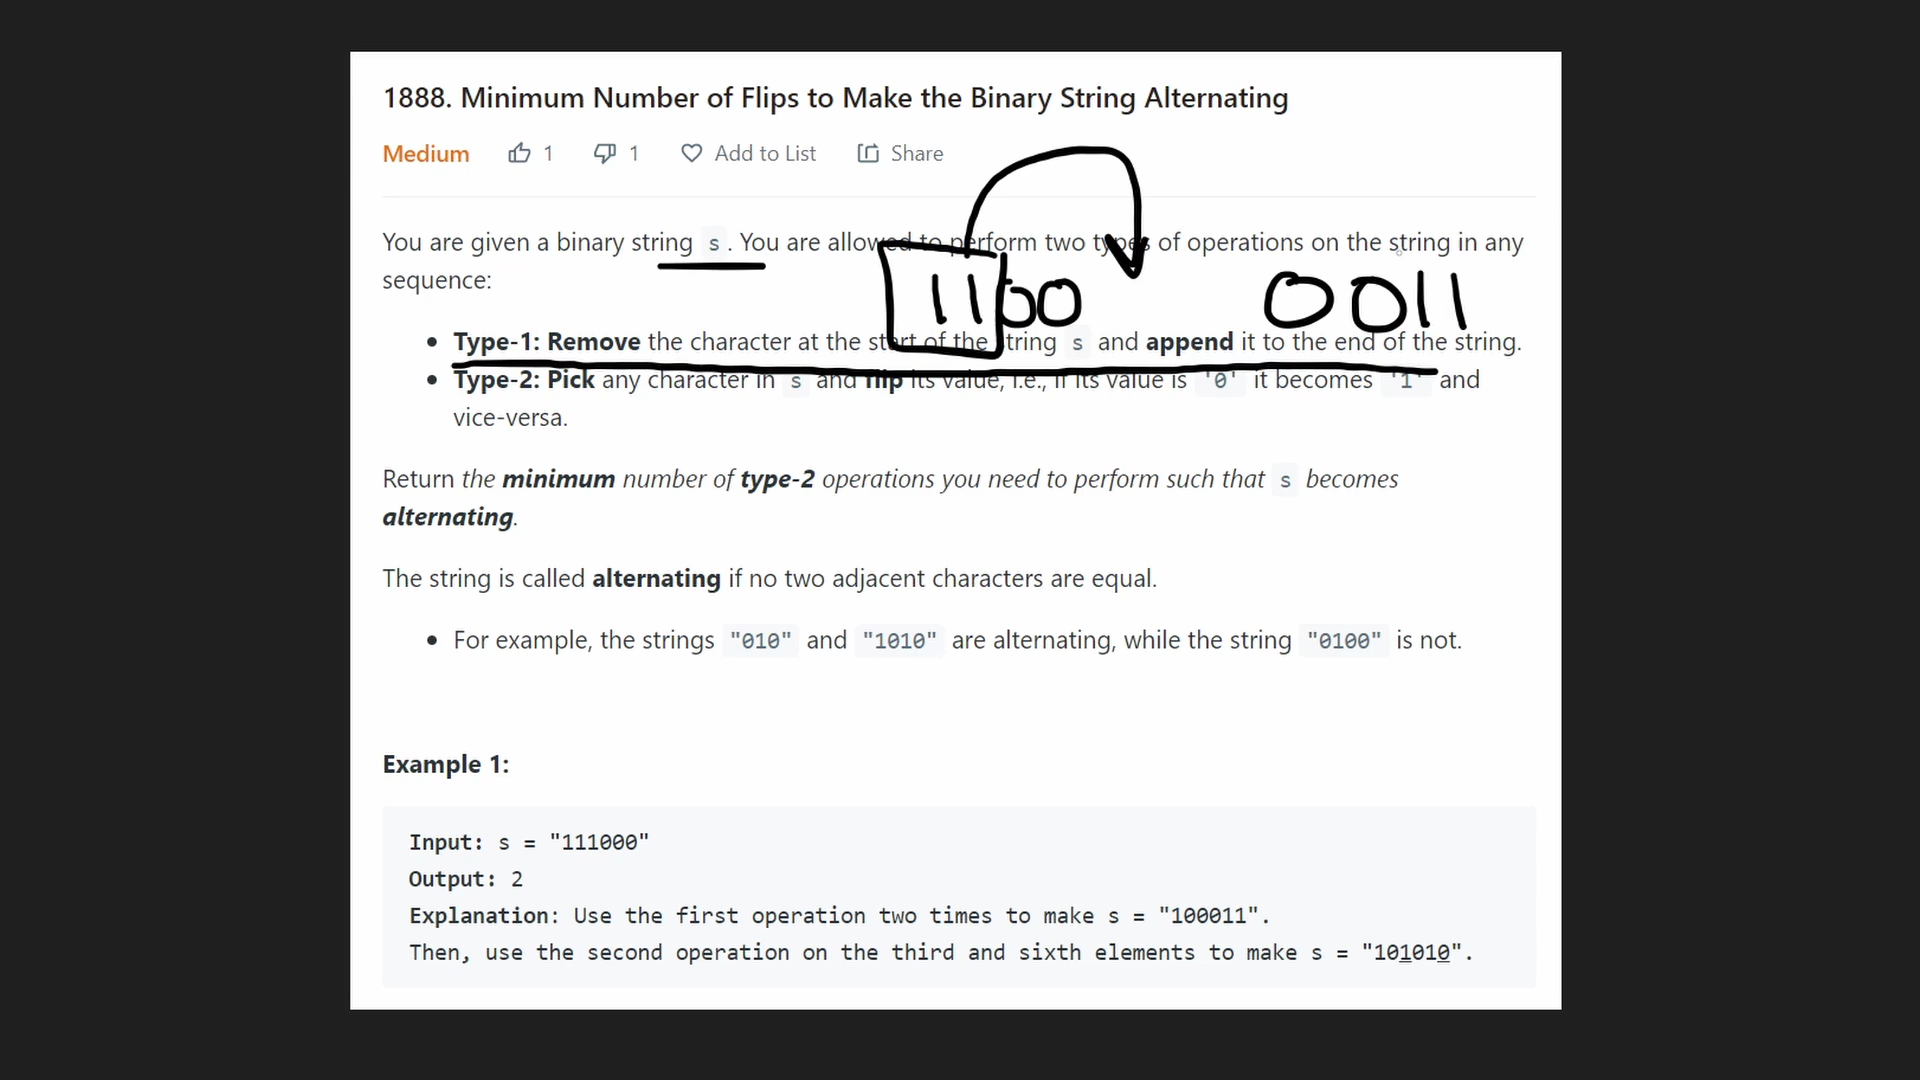 1888. Minimum Number of Flips to Make the Binary String Alternating
Medium 1 1 Add to List Share
You are given a binary string s. You are allowed to perform two types of operations on the string in any
sequence:
1100 0011
• Type-1: Remove the character at the start of the string s and append it to the end of the string.
• Type-2: Pick any character in s and flip its value, i.e., if its value is '0' it becomes '1' and
vice-versa.
Return the minimum number of type-2 operations you need to perform such that s becomes
alternating.
The string is called alternating if no two adjacent characters are equal.
• For example, the strings "010" and "1010" are alternating, while the string "0100" is not.
Example 1:
Input: s = "111000"
Output: 2
Explanation: Use the first operation two times to make s = "100011".
Then, use the second operation on the third and sixth elements to make s = "101010".